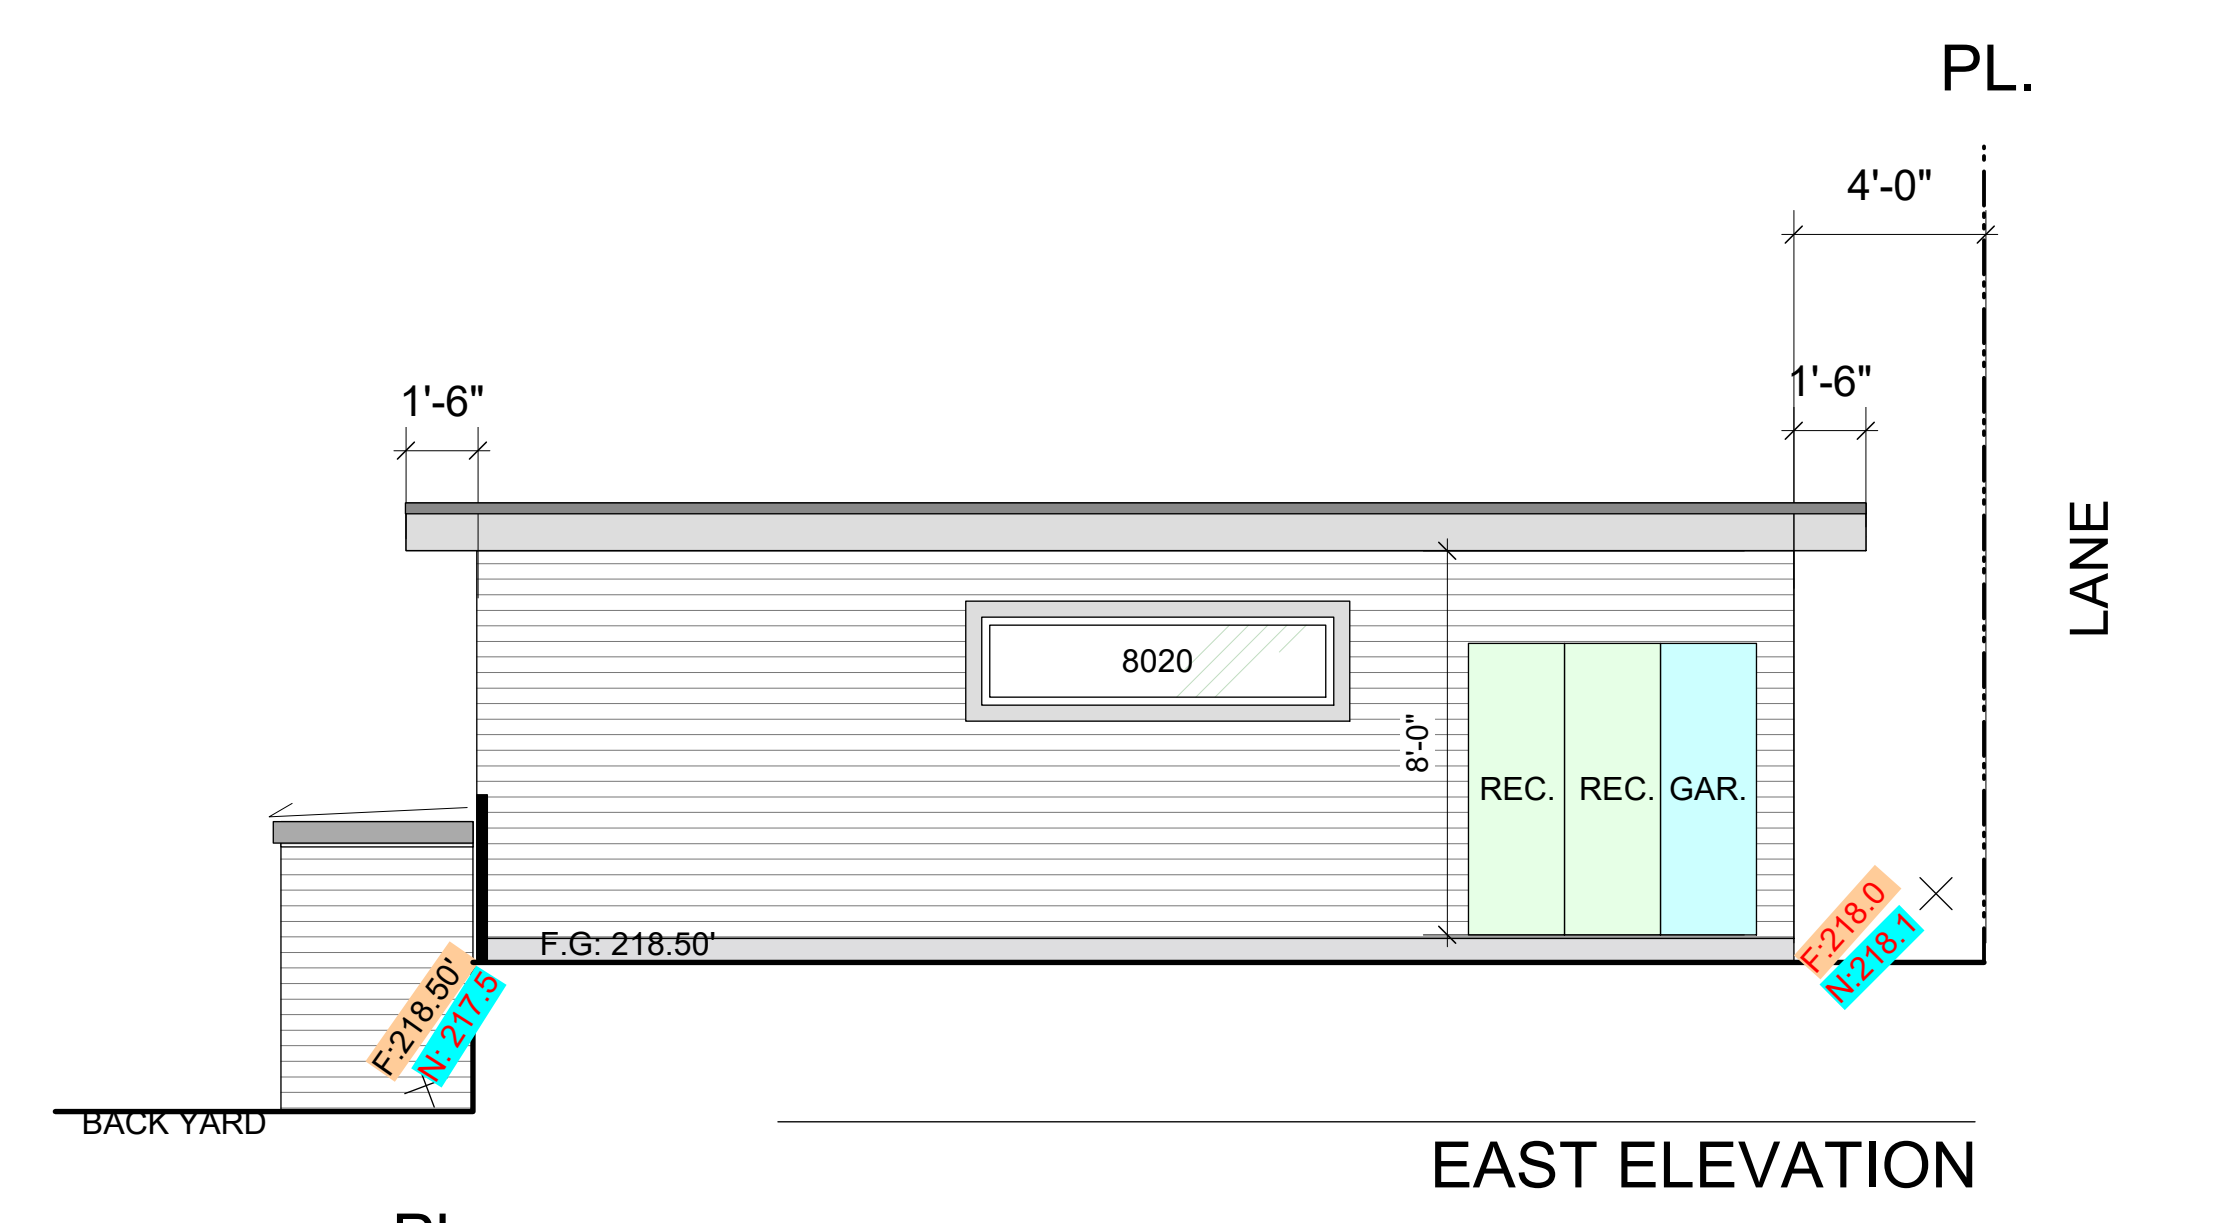 PL.
4'-0"
1'-6"
1'-6"
LANE
8020
8'-0"
REC. REC. GAR.
F.G: 218.50'
F:218.50'
N: 217.5
F:218.0
N:218.1
BACK YARD
EAST ELEVATION